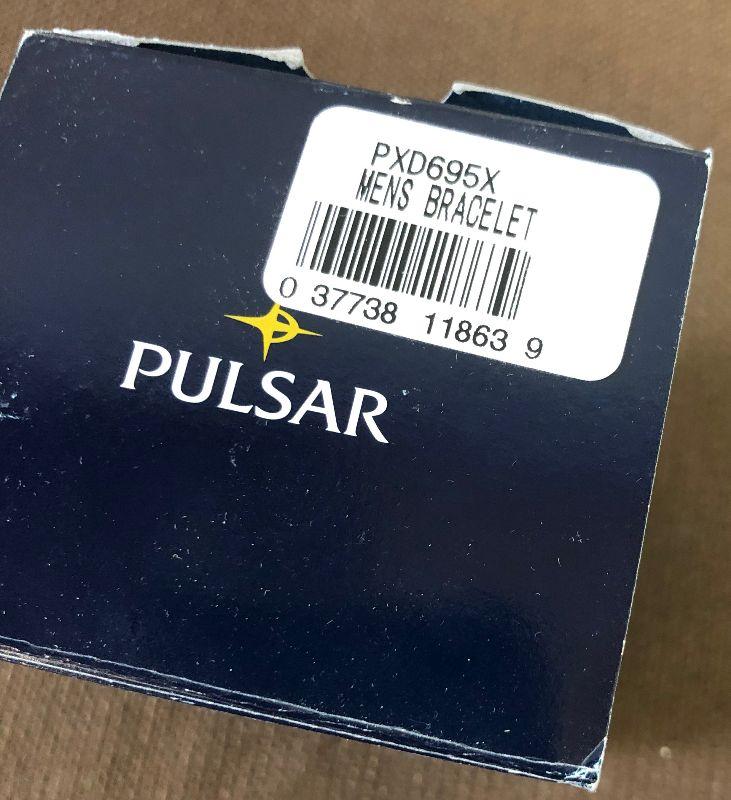 PXD695X
MENS BRACELET
0 37738 11863 9
PULSAR